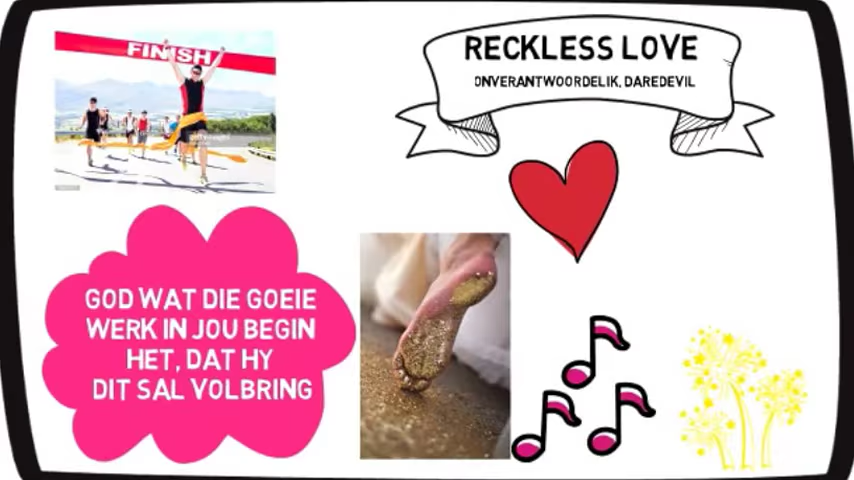 FINISH
RECKLESS LOVE
ONVERANTWOORDELIK, DAREDEVIL
GOD WAT DIE GOEIE
WERK IN JOU BEGIN
HET, DAT HY
DIT SAL VOLBRING